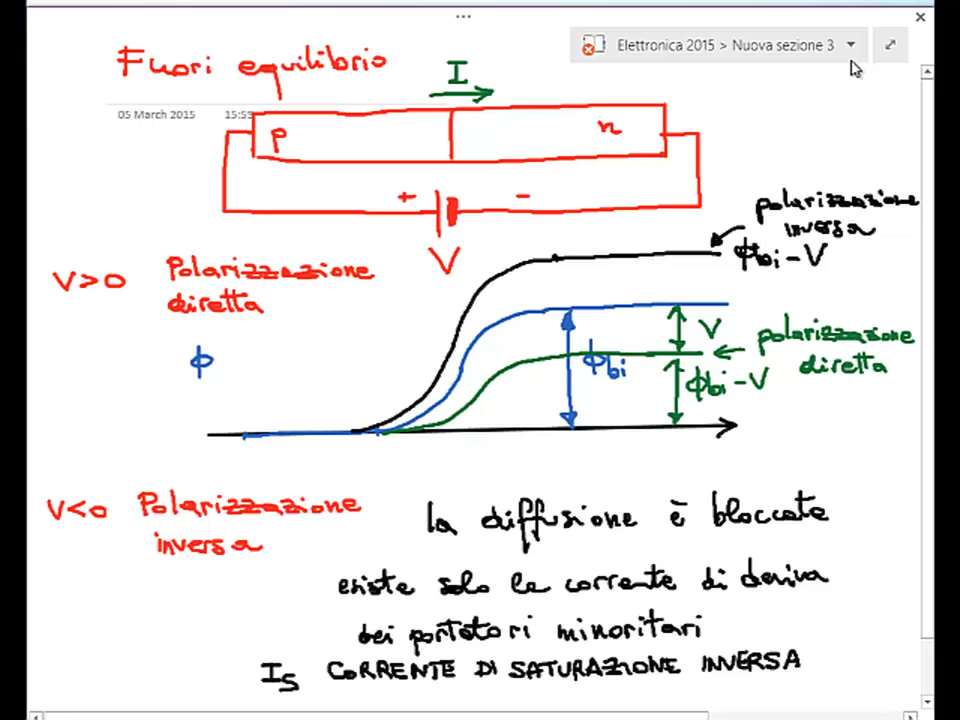 Elettronica 2015 > Nuova sezione 3
Fuori equilibrio
I
05 March 2015 15:55
p n
+ -
V
polarizzazione
inversa
ϕbi-V
V>0 Polarizzazione
diretta
V
polarizzazione
diretta
ϕ
ϕbi
ϕbi-V
V<0 Polarizzazione
inversa
la diffusione è bloccata
esiste solo la corrente di deriva
dei portatori minoritari
IS CORRENTE DI SATURAZIONE INVERSA